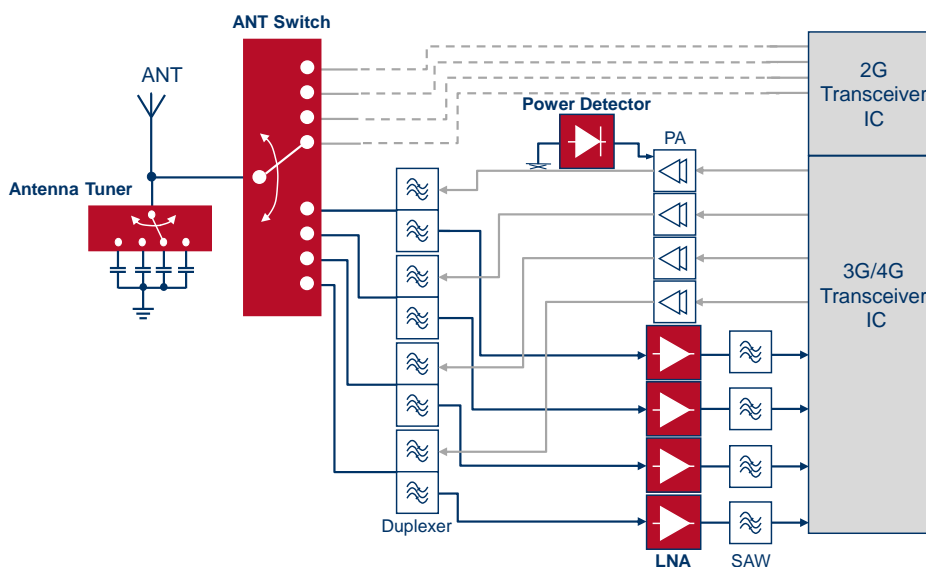 ANT Switch
ANT
2G
Transceiver
IC
Power Detector
PA
Antenna Tuner
3G/4G
Transceiver
IC
Duplexer
LNA
SAW